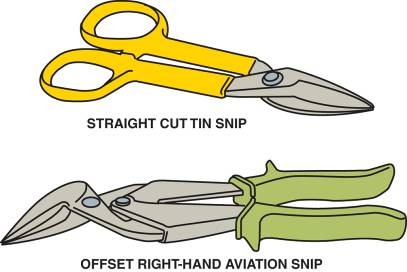 STRAIGHT CUT TIN SNIP
OFFSET RIGHT-HAND AVIATION SNIP